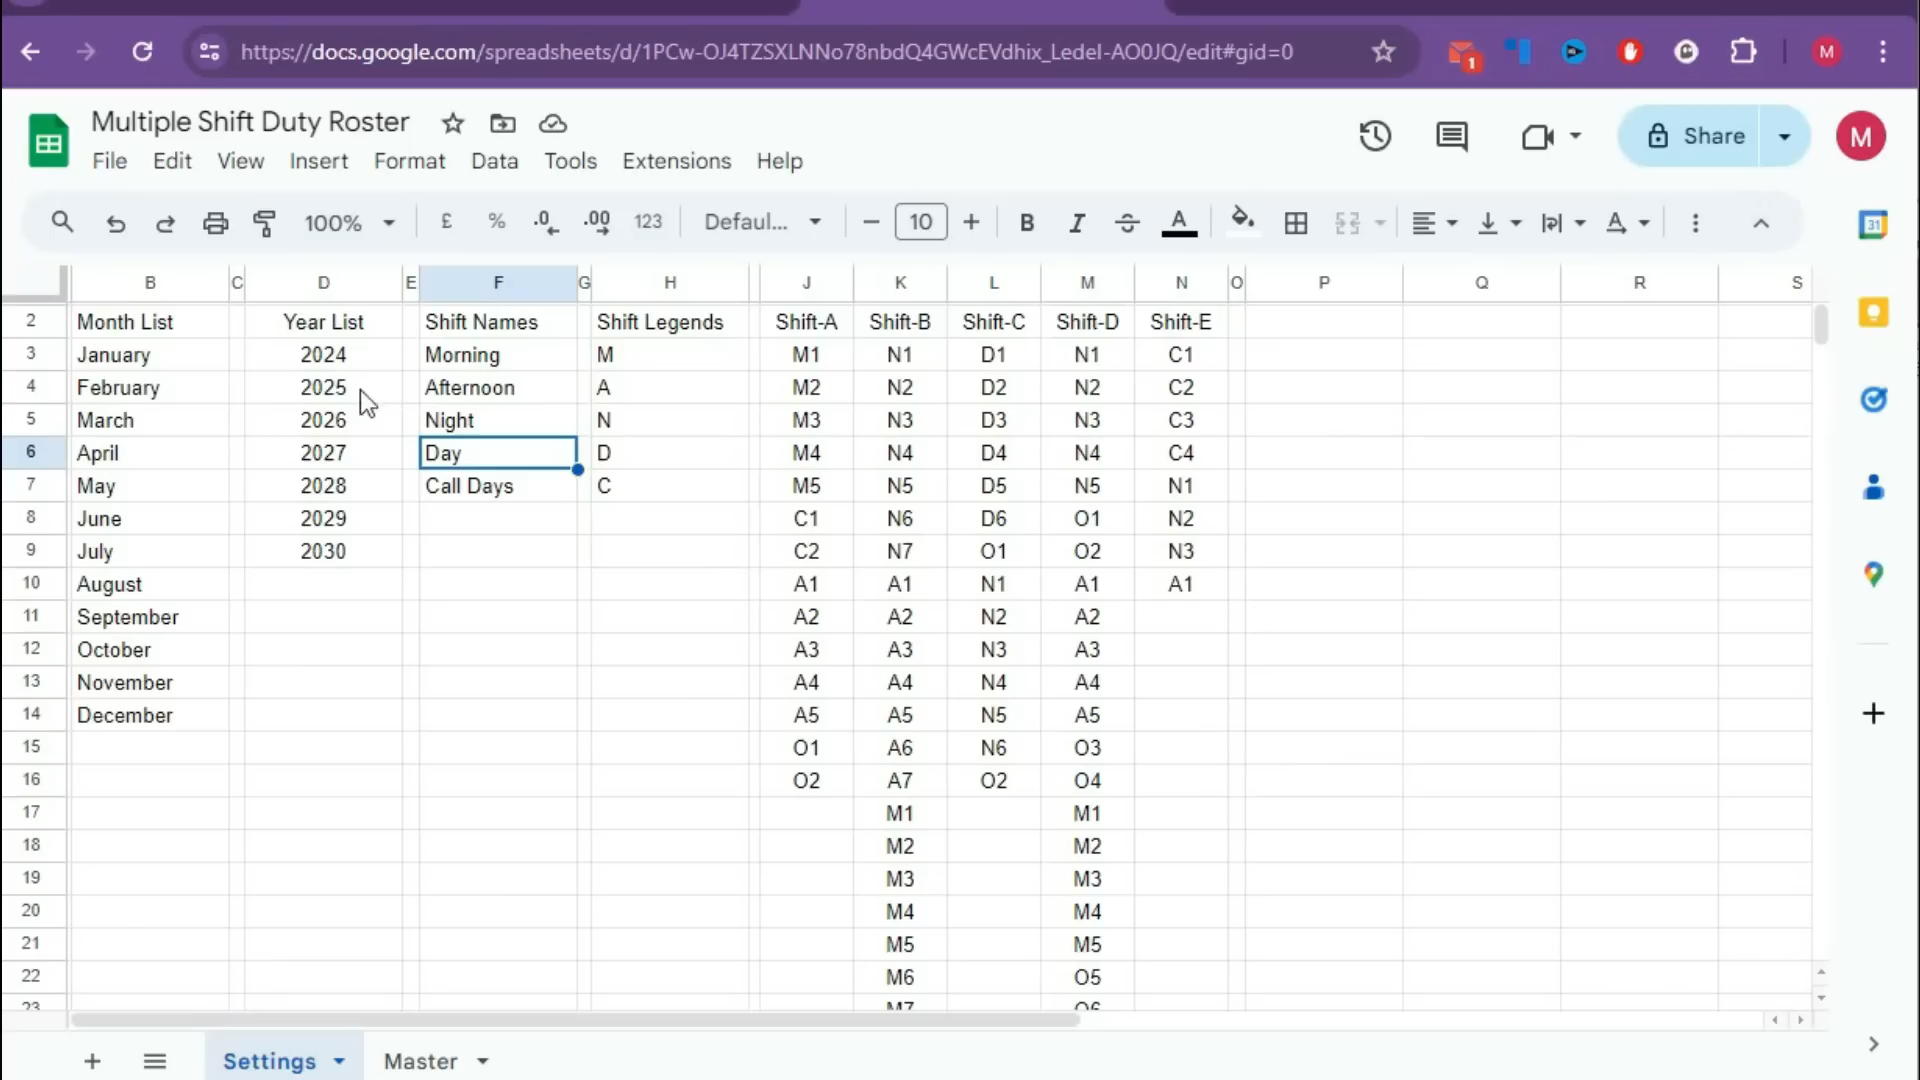 https://docs.google.com/spreadsheets/d/1PCw-OJ4TZSXLNNo78nbdQ4GWcEVdhix_Ledel-AO0JQ/edit#gid=0 1 M
Multiple Shift Duty Roster
Share M
File Edit View Insert Format Data Tools Extensions Help
100% £ % .0 .00 123 Defaul... 10 B I A A
31
B C D E F G H J K L M N O P Q R S
2 Month List Year List Shift Names Shift Legends Shift-A Shift-B Shift-C Shift-D Shift-E
3 January 2024 Morning M M1 N1 D1 N1 C1
4 February 2025 Afternoon A M2 N2 D2 N2 C2
5 March 2026 Night N M3 N3 D3 N3 C3
6 April 2027 Day D M4 N4 D4 N4 C4
7 May 2028 Call Days C M5 N5 D5 N5 N1
8 June 2029 C1 N6 D6 O1 N2
9 July 2030 C2 N7 O1 O2 N3
10 August A1 A1 N1 A1 A1
11 September A2 A2 N2 A2
12 October A3 A3 N3 A3
13 November A4 A4 N4 A4
14 December A5 A5 N5 A5
15 O1 A6 N6 O3
16 O2 A7 O2 O4
17 M1 M1
18 M2 M2
19 M3 M3
20 M4 M4
21 M5 M5
22 M6 O5
23 M7 O6
Settings Master